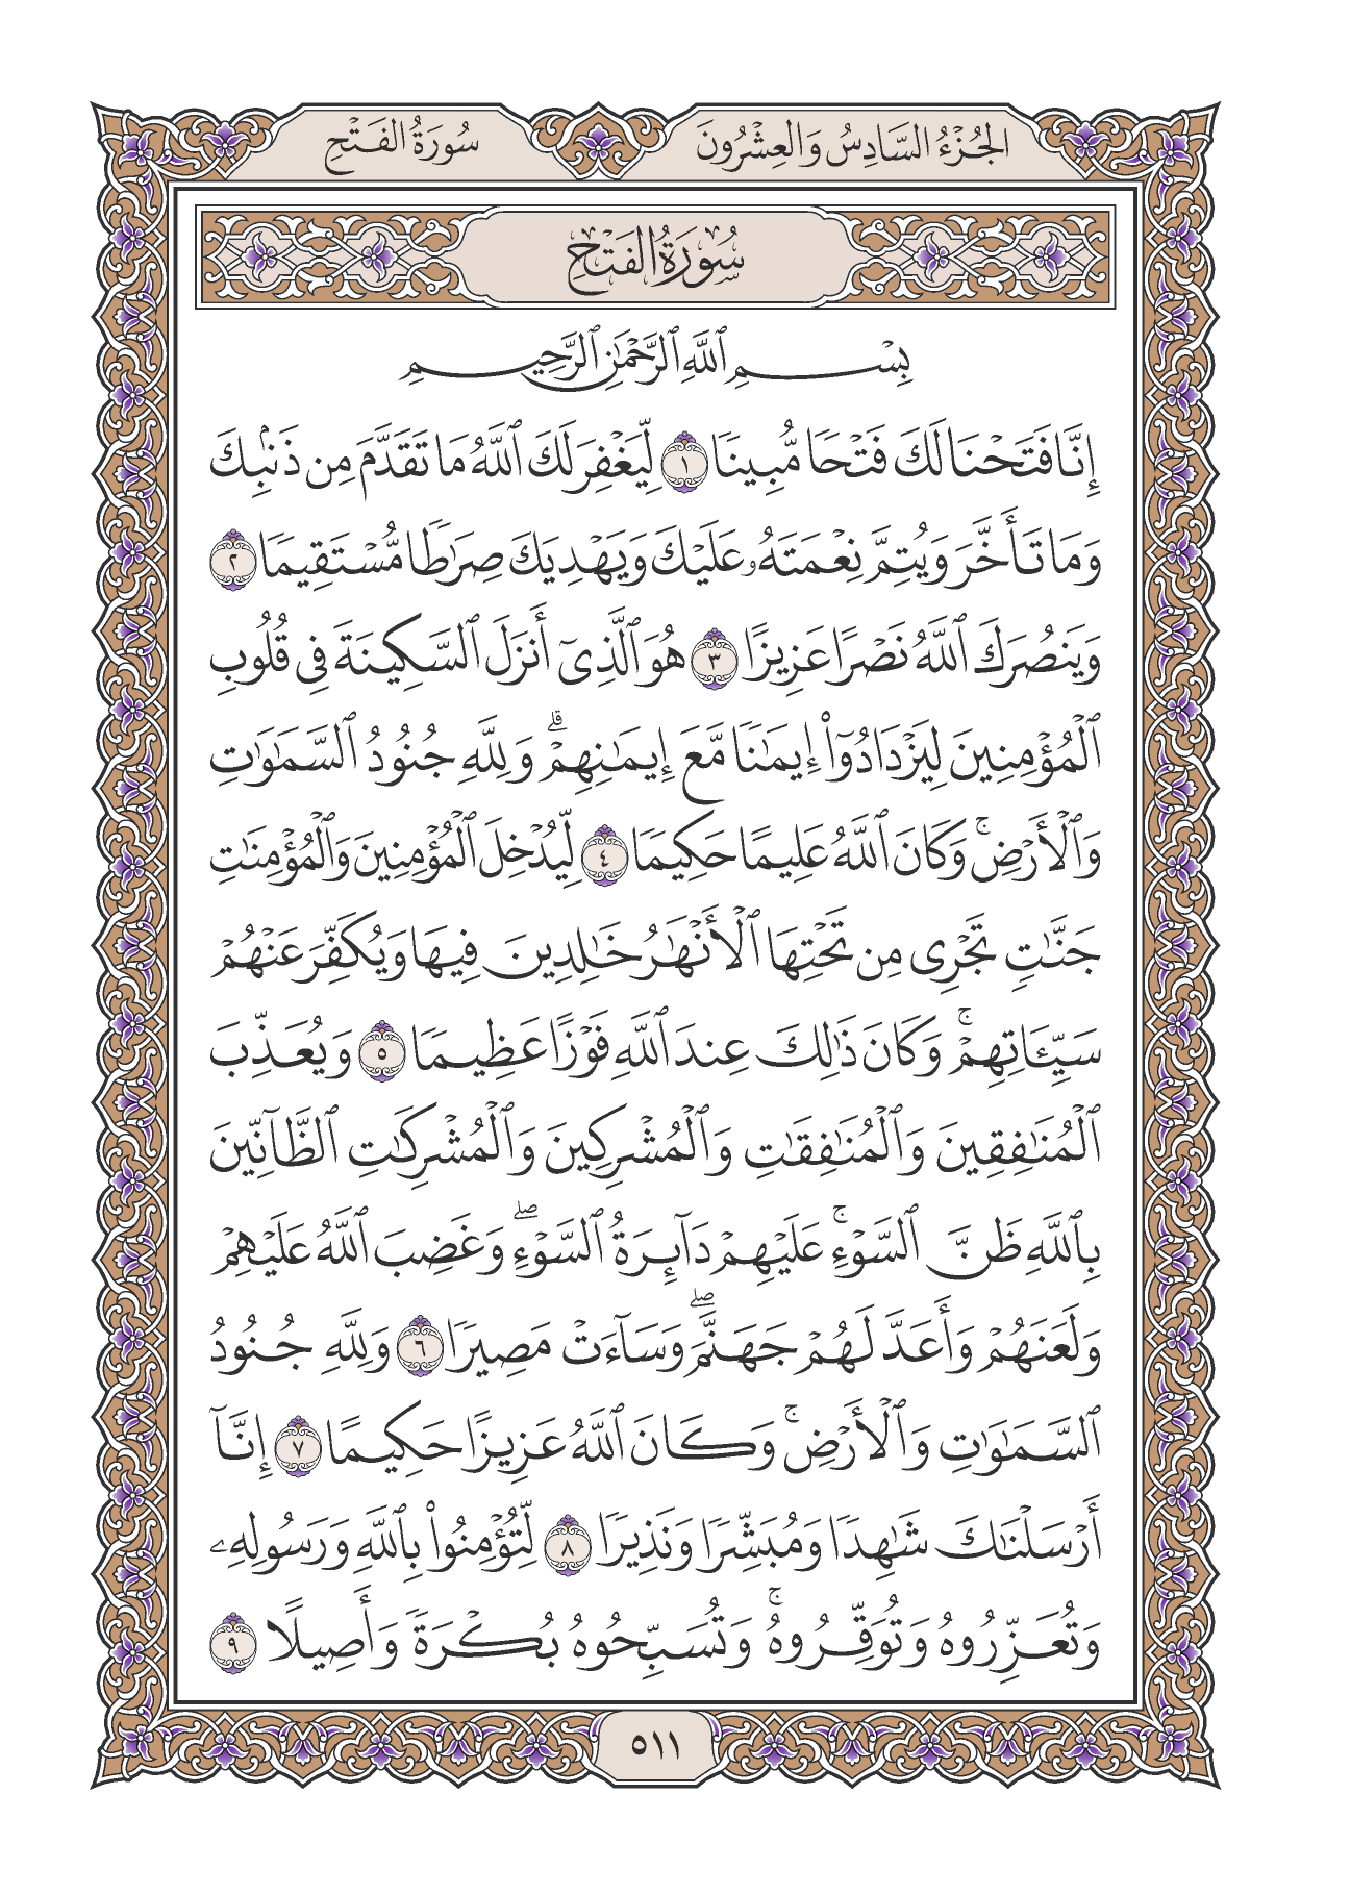 الجُزْءُ السَّادِسُ وَالعِشْرُونَ
سُورَةُ الفَتْحِ
سُورَةُ الفَتْحِ
بِسْمِ ٱللَّهِ ٱلرَّحْمَٰنِ ٱلرَّحِيمِ
إِنَّا فَتَحْنَا لَكَ فَتْحًا مُّبِينًا ١ لِّيَغْفِرَ لَكَ ٱللَّهُ مَا تَقَدَّمَ مِن ذَنۢبِكَ
وَمَا تَأَخَّرَ وَيُتِمَّ نِعْمَتَهُۥ عَلَيْكَ وَيَهْدِيَكَ صِرَٰطًا مُّسْتَقِيمًا ٢
وَيَنصُرَكَ ٱللَّهُ نَصْرًا عَزِيزًا ٣ هُوَ ٱلَّذِىٓ أَنزَلَ ٱلسَّكِينَةَ فِى قُلُوبِ
ٱلْمُؤْمِنِينَ لِيَزْدَادُوٓا۟ إِيمَٰنًا مَّعَ إِيمَٰنِهِمْ ۗ وَلِلَّهِ جُنُودُ ٱلسَّمَٰوَٰتِ
وَٱلْأَرْضِ ۚ وَكَانَ ٱللَّهُ عَلِيمًا حَكِيمًا ٤ لِّيُدْخِلَ ٱلْمُؤْمِنِينَ وَٱلْمُؤْمِنَٰتِ
جَنَّٰتٍ تَجْرِى مِن تَحْتِهَا ٱلْأَنْهَٰرُ خَٰلِدِينَ فِيهَا وَيُكَفِّرَ عَنْهُمْ
سَيِّـَٔاتِهِمْ ۚ وَكَانَ ذَٰلِكَ عِندَ ٱللَّهِ فَوْزًا عَظِيمًا ٥ وَيُعَذِّبَ
ٱلْمُنَٰفِقِينَ وَٱلْمُنَٰفِقَٰتِ وَٱلْمُشْرِكِينَ وَٱلْمُشْرِكَٰتِ ٱلظَّآنِّينَ
بِٱللَّهِ ظَنَّ ٱلسَّوْءِ ۚ عَلَيْهِمْ دَآئِرَةُ ٱلسَّوْءِ ۖ وَغَضِبَ ٱللَّهُ عَلَيْهِمْ
وَلَعَنَهُمْ وَأَعَدَّ لَهُمْ جَهَنَّمَ ۖ وَسَآءَتْ مَصِيرًا ٦ وَلِلَّهِ جُنُودُ
ٱلسَّمَٰوَٰتِ وَٱلْأَرْضِ ۚ وَكَانَ ٱللَّهُ عَزِيزًا حَكِيمًا ٧ إِنَّآ
أَرْسَلْنَٰكَ شَٰهِدًا وَمُبَشِّرًا وَنَذِيرًا ٨ لِّتُؤْمِنُوا۟ بِٱللَّهِ وَرَسُولِهِۦ
وَتُعَزِّرُوهُ وَتُوَقِّرُوهُ ۚ وَتُسَبِّحُوهُ بُكْرَةً وَأَصِيلًا ٩
٥١١